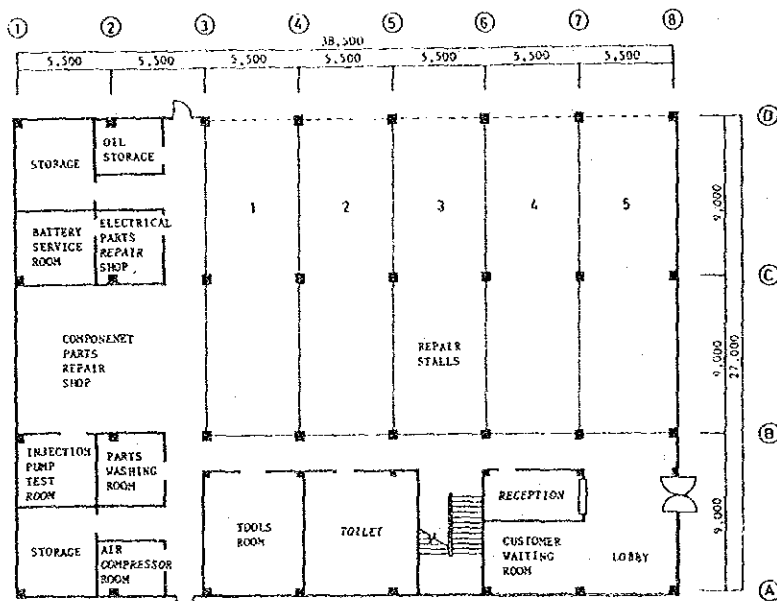 1 2 3 4 5 6 7 8
38,500
5,500 5,500 5,500 5,500 5,500 5,500 5,500
D
STORAGE
OIL
STORAGE
1 2 3 4 5
9,000
BATTERY
SERVICE
ROOM
ELECTRICAL
PARTS
REPAIR
SHOP
C
COMPONENET
PARTS
REPAIR
SHOP
REPAIR
STALLS
9,000
27,000
B
INJECTION
PUMP
TEST
ROOM
PARTS
WASHING
ROOM
RECEPTION
9,000
TOOLS
ROOM
TOILET
STORAGE
AIR
COMPRESSOR
ROOM
CUSTOMER
WAITING
ROOM
LOBBY
A